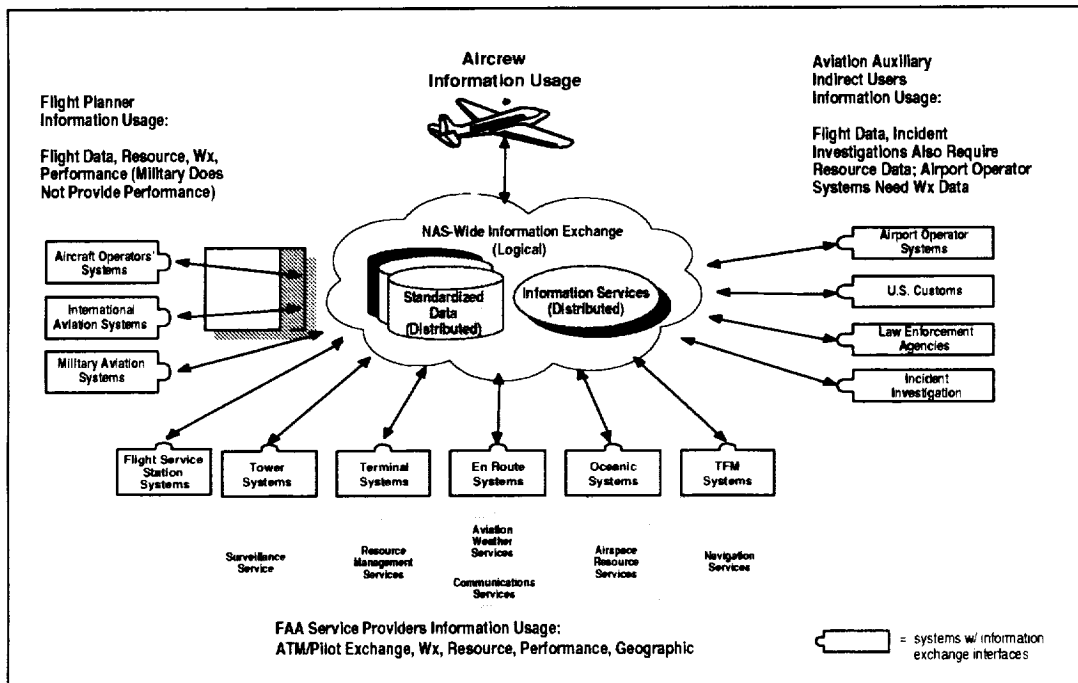 Aircrew
Information Usage
Flight Planner
Information Usage:
Flight Data, Resource, Wx,
Performance (Military Does
Not Provide Performance)
Aviation Auxiliary
Indirect Users
Information Usage:
Flight Data, Incident
Investigations Also Require
Resource Data; Airport Operator
Systems Need Wx Data
NAS-Wide Information Exchange
(Logical)
Standardized
Data
(Distributed)
Information Services
(Distributed)
Aircraft Operators'
Systems
International
Aviation Systems
Military Aviation
Systems
Airport Operator
Systems
U.S. Customs
Law Enforcement
Agencies
Incident
Investigation
Flight Service
Station
Systems
Tower
Systems
Terminal
Systems
En Route
Systems
Oceanic
Systems
TFM
Systems
Surveillance
Service
Resource
Management
Services
Aviation
Weather
Services
Communications
Services
Airspace
Resource
Services
Navigation
Services
FAA Service Providers Information Usage:
ATM/Pilot Exchange, Wx, Resource, Performance, Geographic
= systems w/ information
exchange interfaces